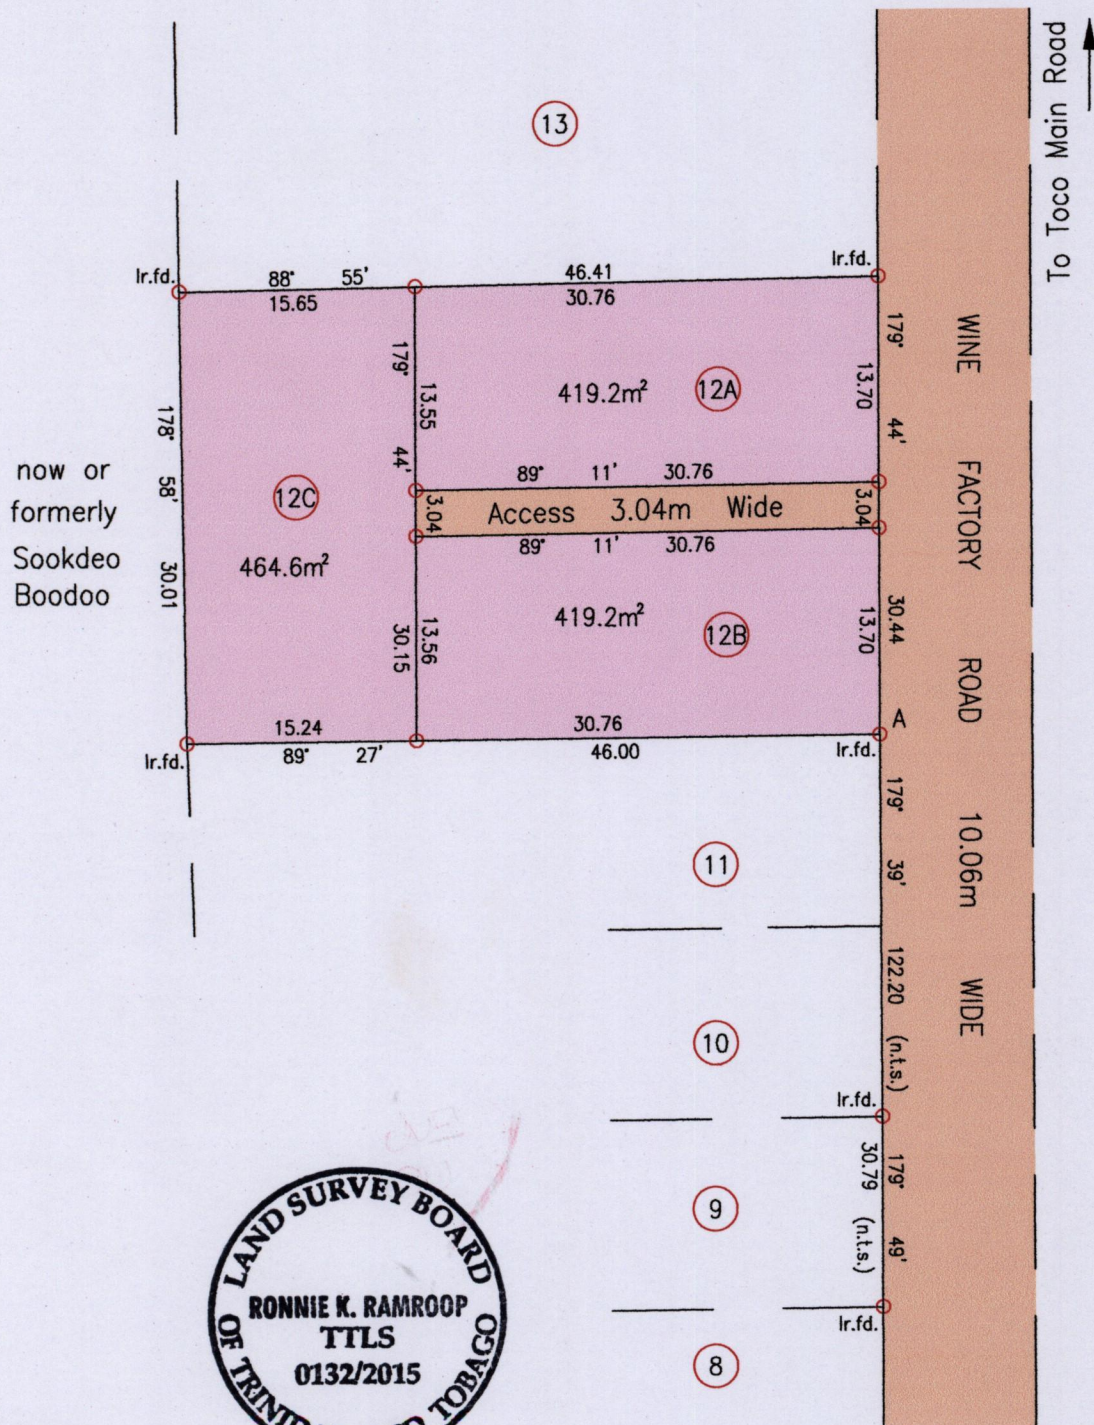 To Toco Main Road
13
Ir.fd.
88° 55'
15.65
46.41
30.76
Ir.fd.
179° 44'
13.70
WINE FACTORY ROAD 10.06m WIDE
179° 44'
13.55
419.2m²
12A
178° 58'
30.01
now or
formerly
Sookdeo
Boodoo
12C
464.6m²
89° 11' 30.76
3.04
Access 3.04m Wide
3.04
89° 11' 30.76
419.2m²
12B
13.56
30.15
30.44
13.70
A
15.24
30.76
Ir.fd.
89° 27'
46.00
Ir.fd.
179° 39'
122.20 (n.t.s.)
11
10
Ir.fd.
179° 49'
30.79 (n.t.s.)
9
Ir.fd.
8
LAND SURVEY BOARD
RONNIE K. RAMROOP
TTLS
0132/2015
OF TOBAGO